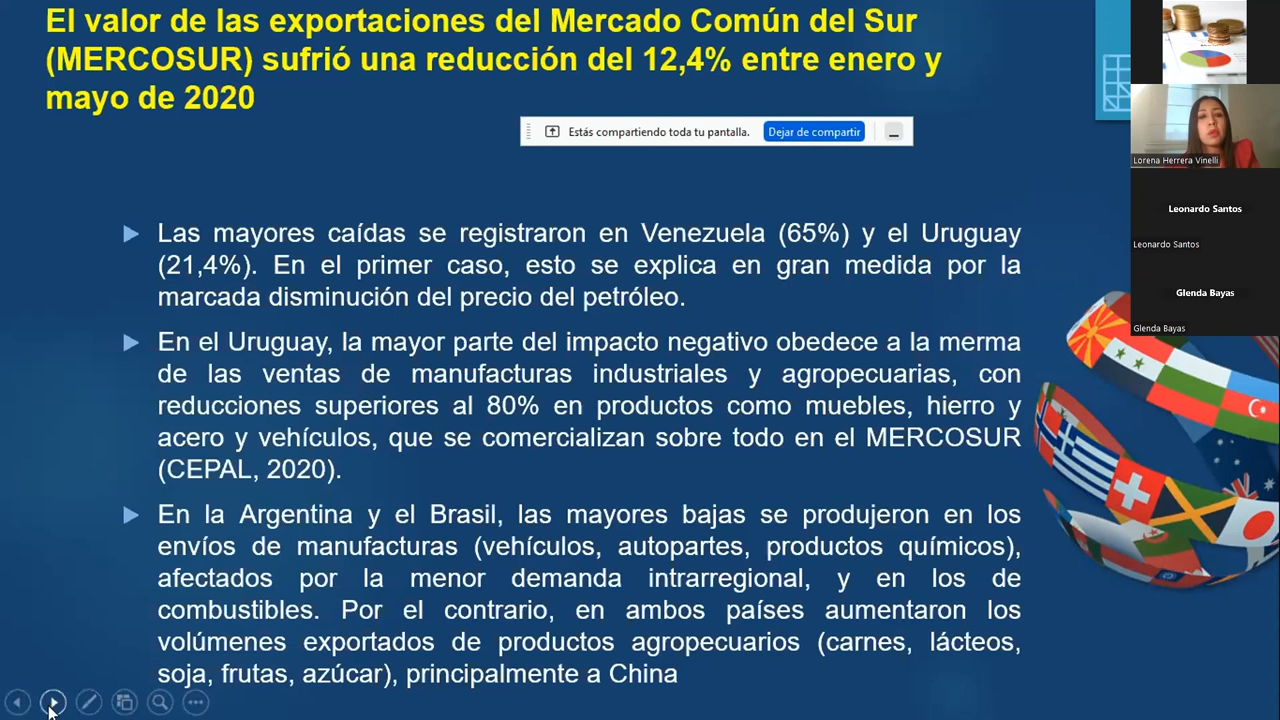 El valor de las exportaciones del Mercado Común del Sur
(MERCOSUR) sufrió una reducción del 12,4% entre enero y
mayo de 2020
Estás compartiendo toda tu pantalla.
Dejar de compartir
Las mayores caídas se registraron en Venezuela (65%) y el Uruguay
(21,4%). En el primer caso, esto se explica en gran medida por la
marcada disminución del precio del petróleo.
En el Uruguay, la mayor parte del impacto negativo obedece a la merma
de las ventas de manufacturas industriales y agropecuarias, con
reducciones superiores al 80% en productos como muebles, hierro y
acero y vehículos, que se comercializan sobre todo en el MERCOSUR
(CEPAL, 2020).
En la Argentina y el Brasil, las mayores bajas se produjeron en los
envíos de manufacturas (vehículos, autopartes, productos químicos),
afectados por la menor demanda intrarregional, y en los de
combustibles. Por el contrario, en ambos países aumentaron los
volúmenes exportados de productos agropecuarios (carnes, lácteos,
soja, frutas, azúcar), principalmente a China
Lorena Herrera Vinelli
Leonardo Santos
Leonardo Santos
Glenda Bayas
Glenda Bayas